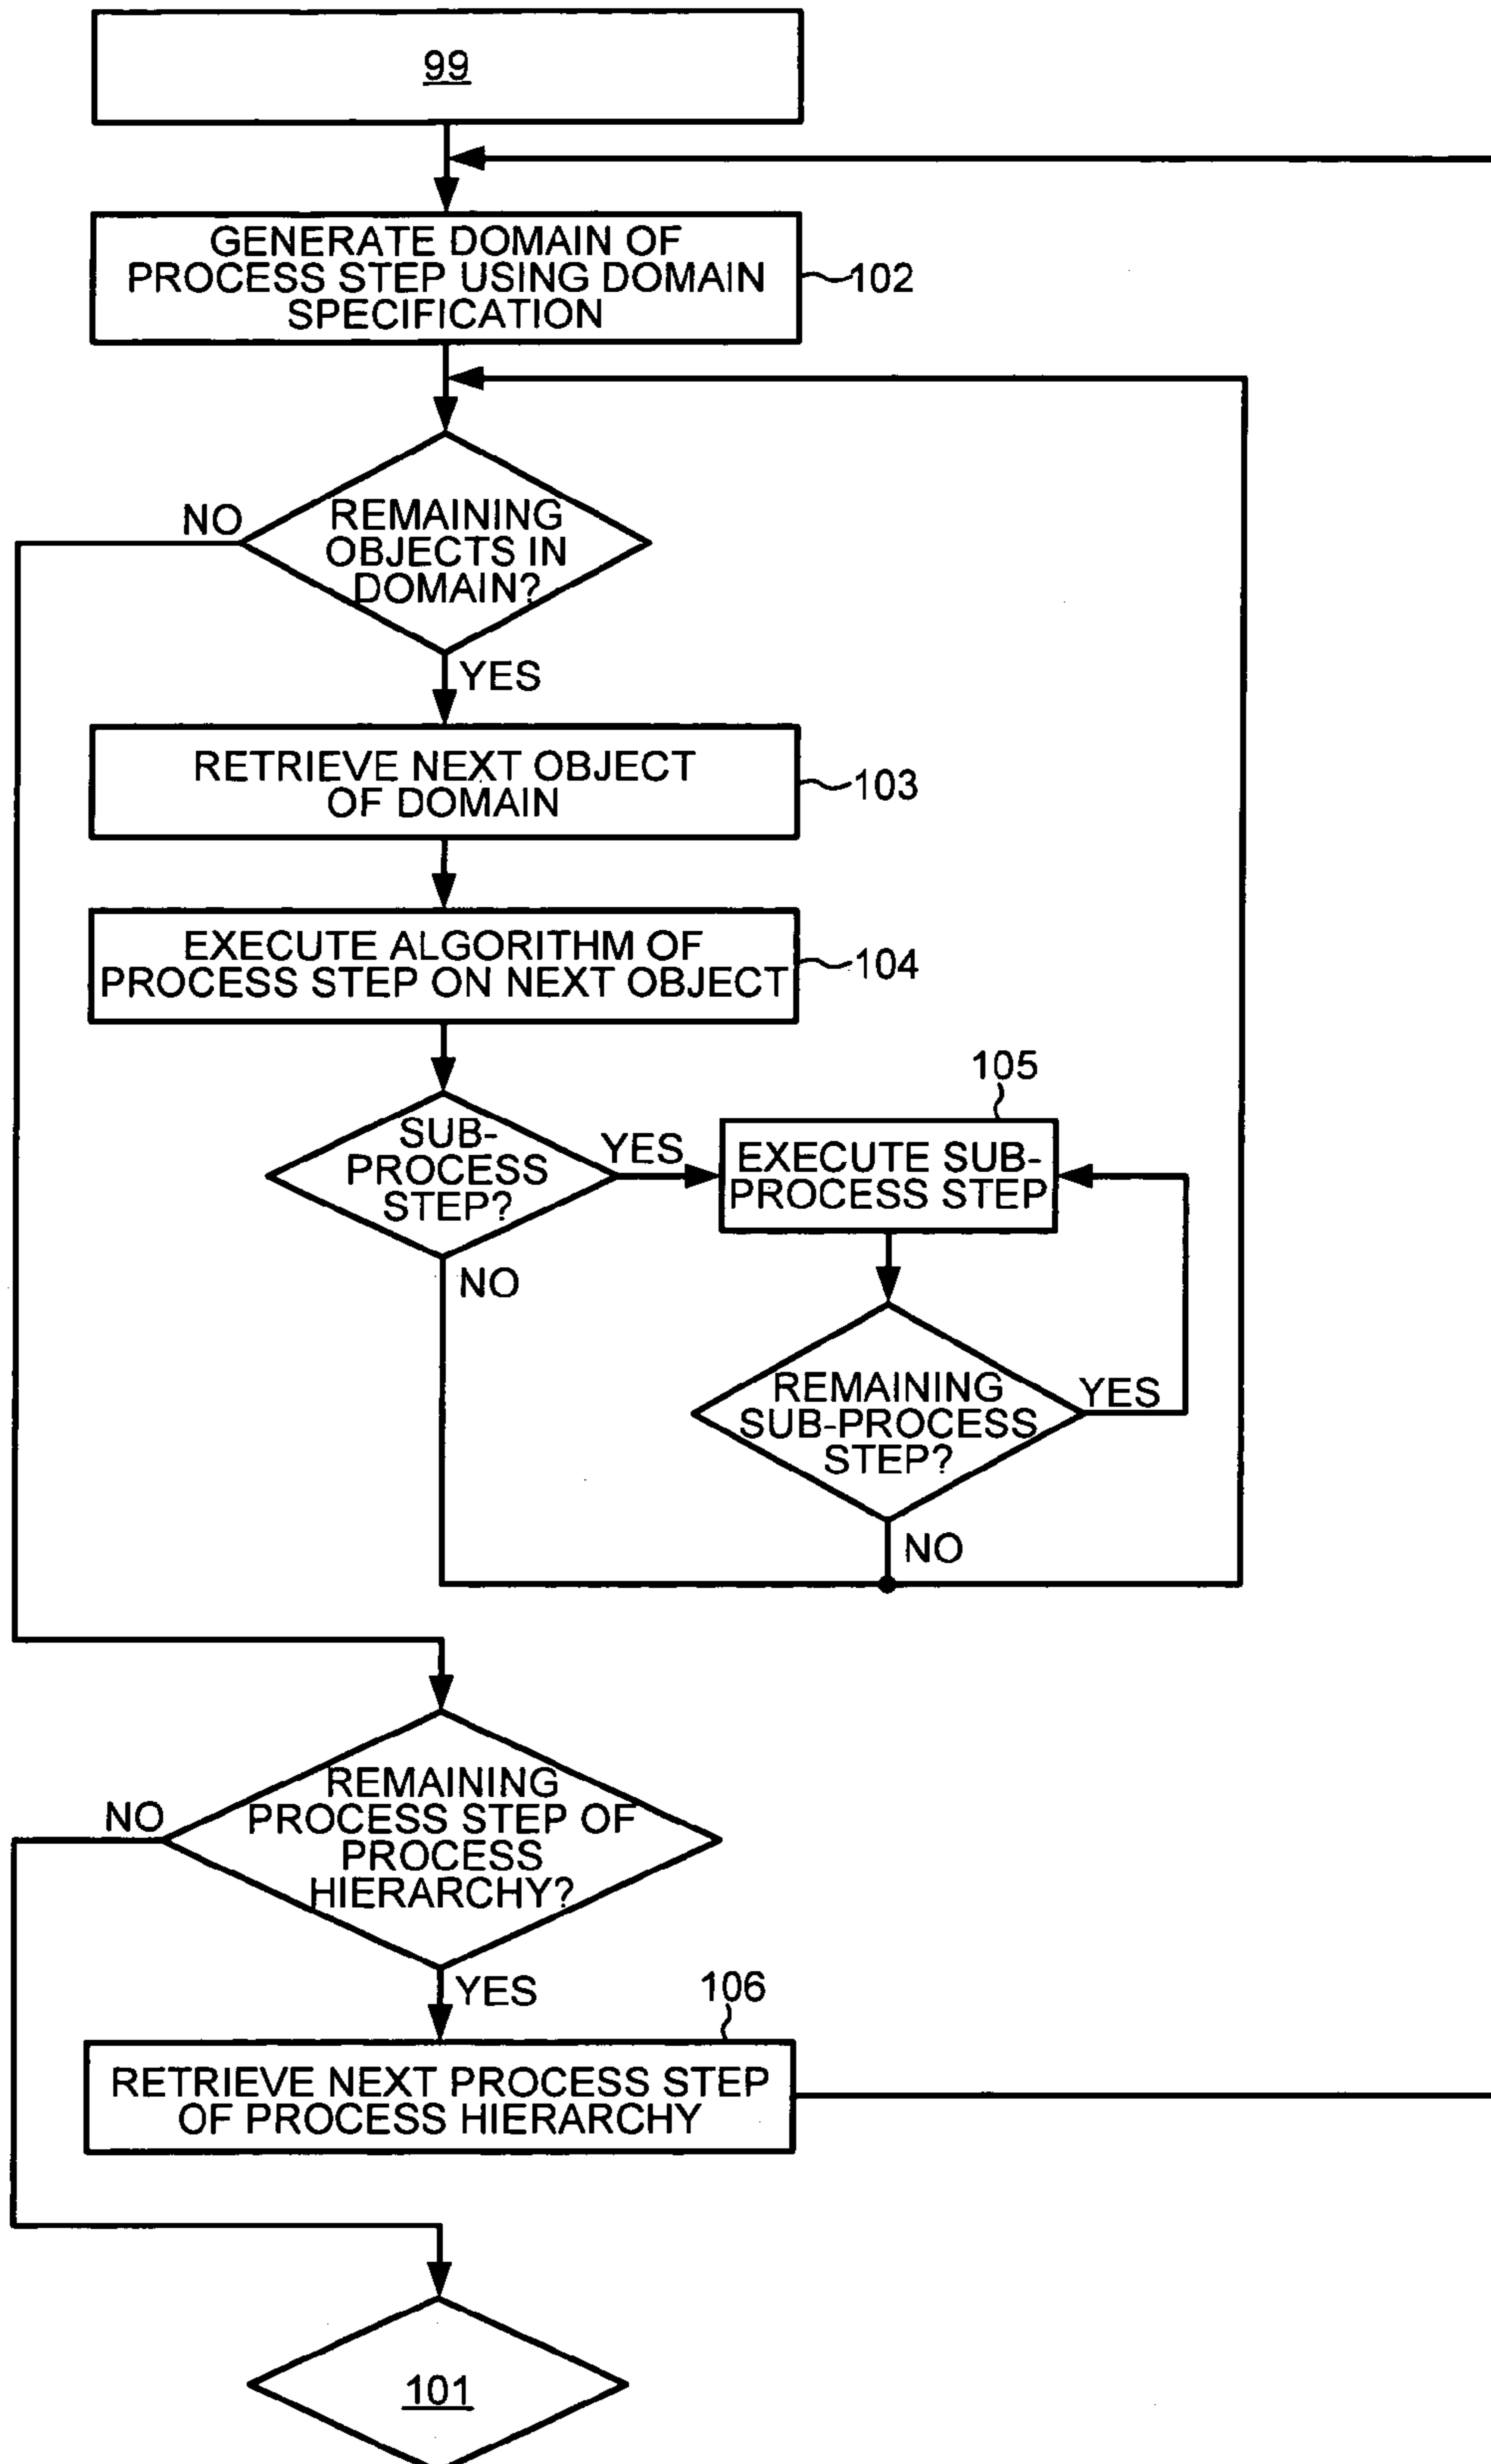 99
GENERATE DOMAIN OF
PROCESS STEP USING DOMAIN
SPECIFICATION
102
NO
REMAINING
OBJECTS IN
DOMAIN?
YES
RETRIEVE NEXT OBJECT
OF DOMAIN
103
EXECUTE ALGORITHM OF
PROCESS STEP ON NEXT OBJECT
104
SUB-
PROCESS
STEP?
YES
NO
105
EXECUTE SUB-
PROCESS STEP
REMAINING
SUB-PROCESS
STEP?
YES
NO
NO
REMAINING
PROCESS STEP OF
PROCESS
HIERARCHY?
YES
106
RETRIEVE NEXT PROCESS STEP
OF PROCESS HIERARCHY
101